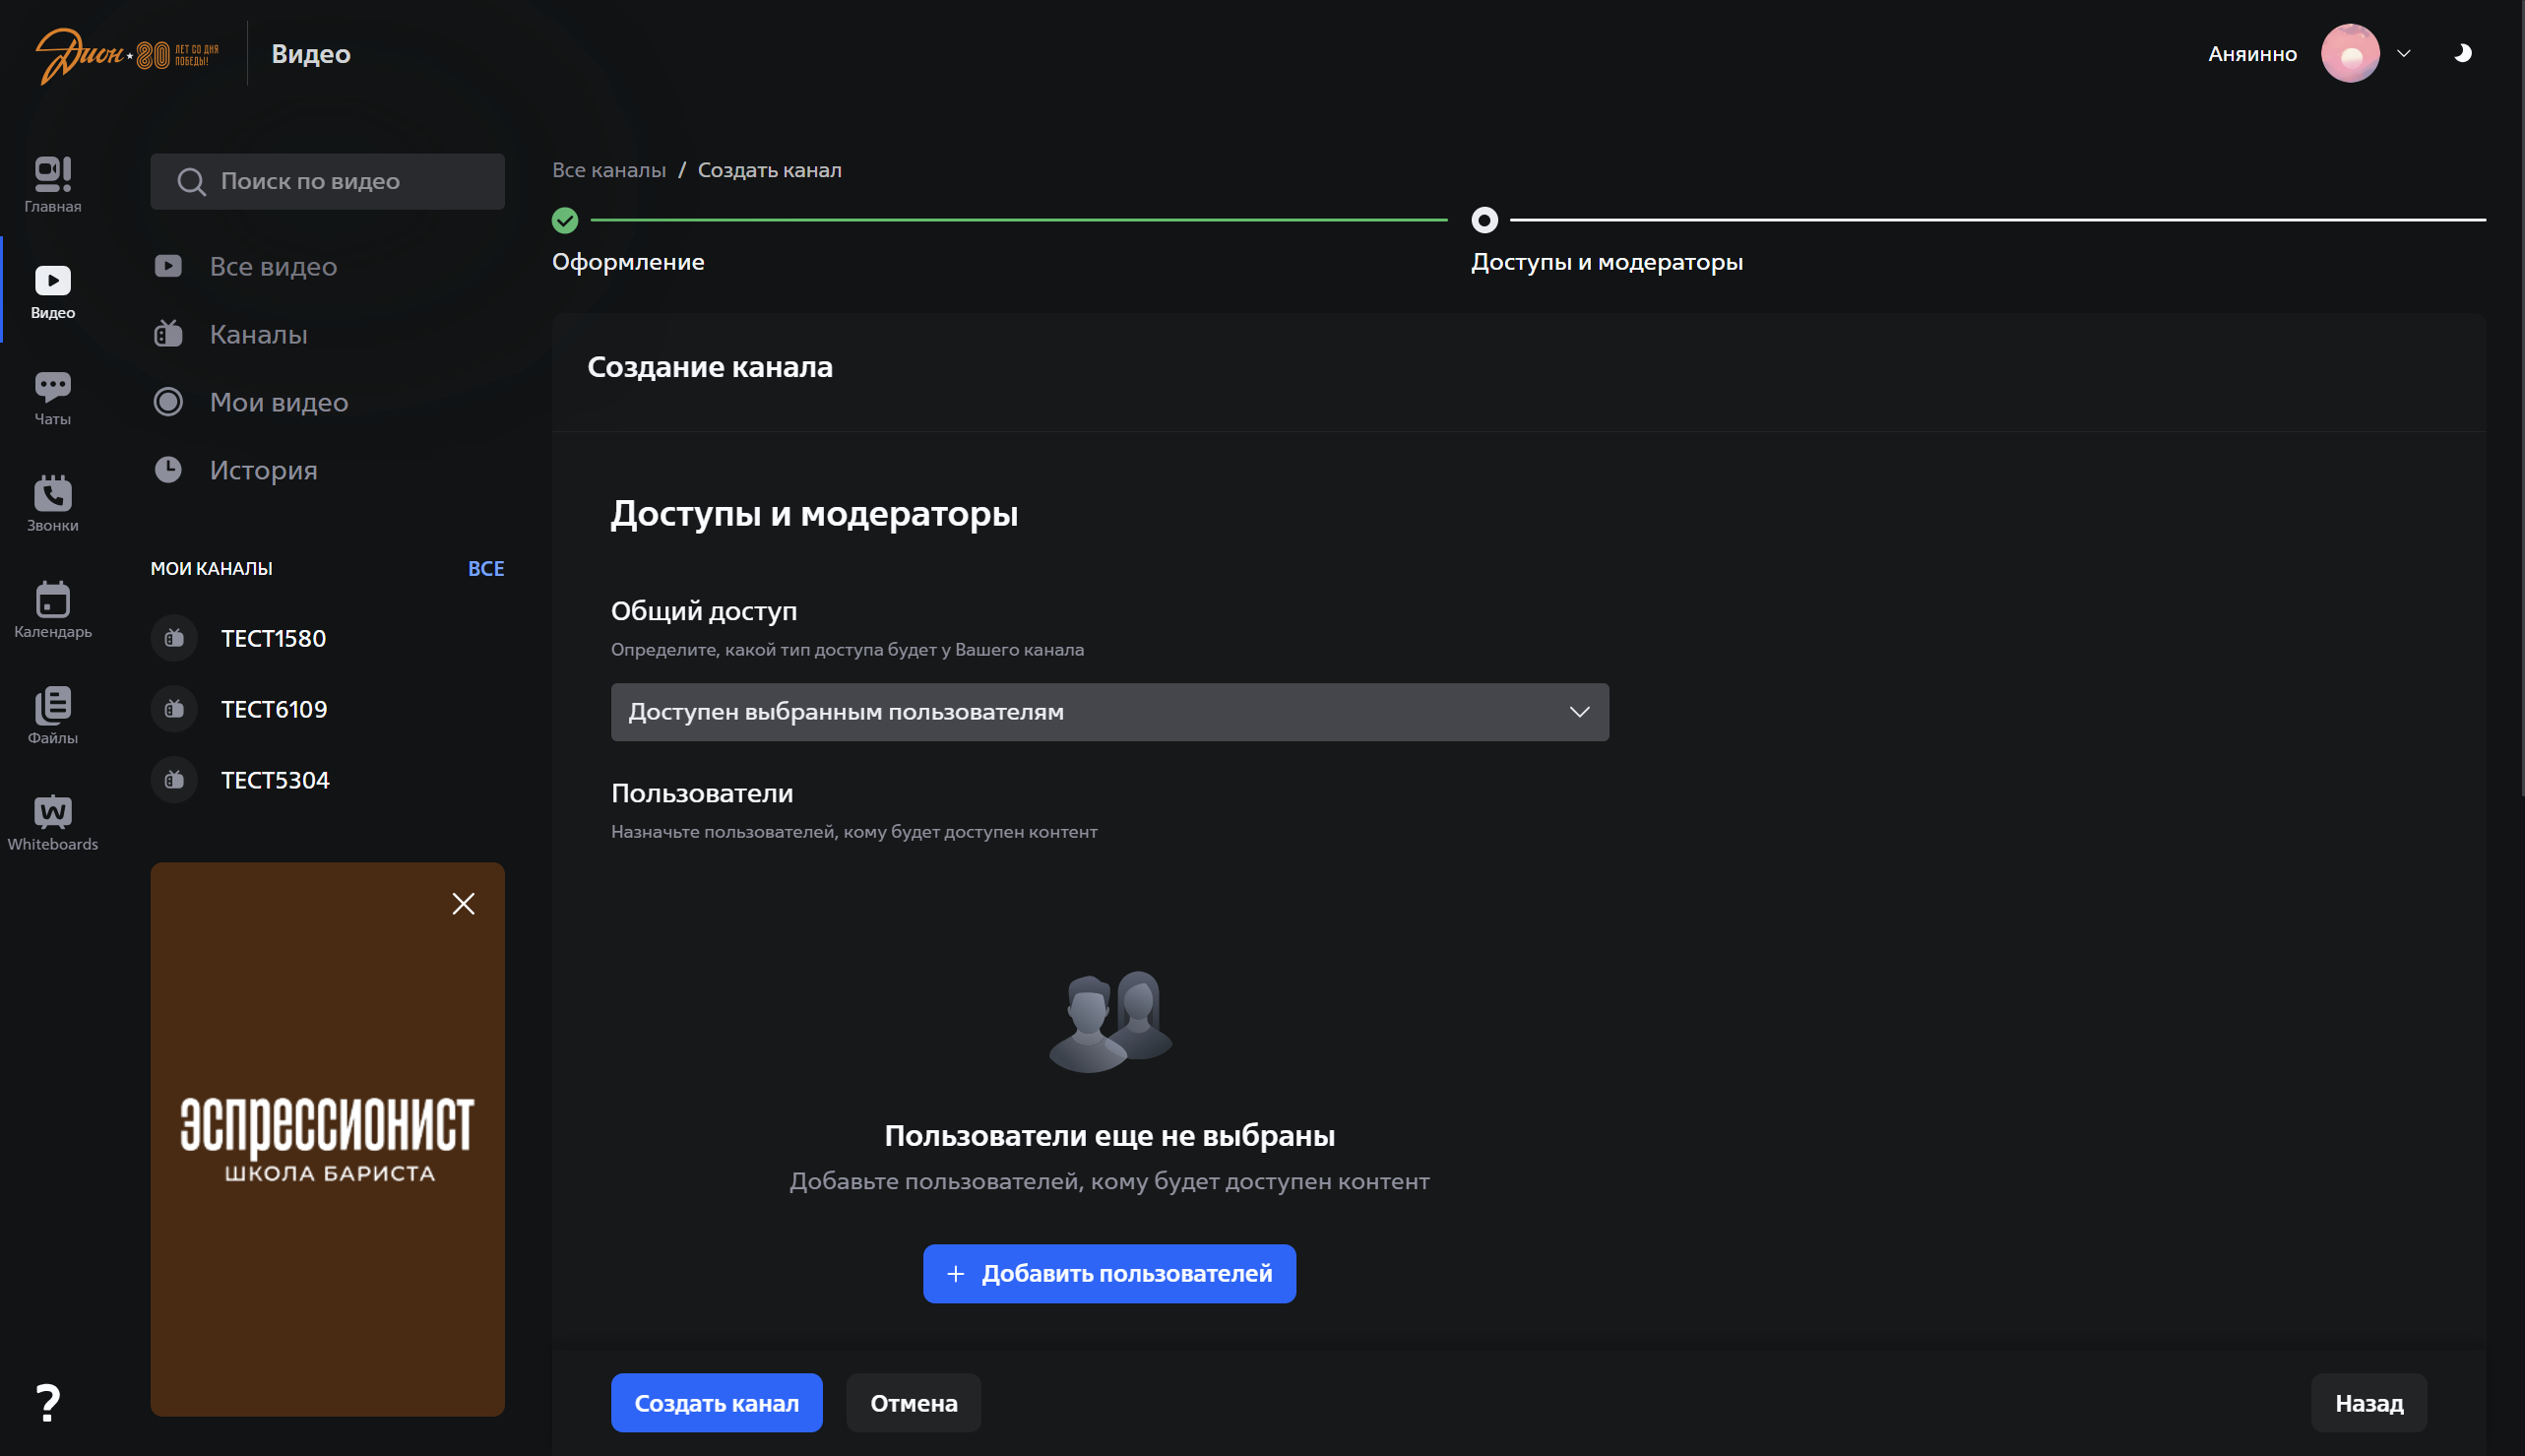 Дион
80
ЛЕТ СО ДНЯ
ПОБЕДЫ!
Видео
Аняинно
Главная
Видео
Чаты
Звонки
Календарь
Файлы
Whiteboards
?
Поиск по видео
Все видео
Каналы
Мои видео
История
МОИ КАНАЛЫ ВСЕ
ТЕСТ1580
ТЕСТ6109
ТЕСТ5304
ЭСПРЕССИОНИСТ
ШКОЛА БАРИСТА
Все каналы / Создать канал
Оформление
Доступы и модераторы
Создание канала
Доступы и модераторы
Общий доступ
Определите, какой тип доступа будет у Вашего канала
Доступен выбранным пользователям
Пользователи
Назначьте пользователей, кому будет доступен контент
Пользователи еще не выбраны
Добавьте пользователей, кому будет доступен контент
+ Добавить пользователей
Создать канал
Отмена
Назад